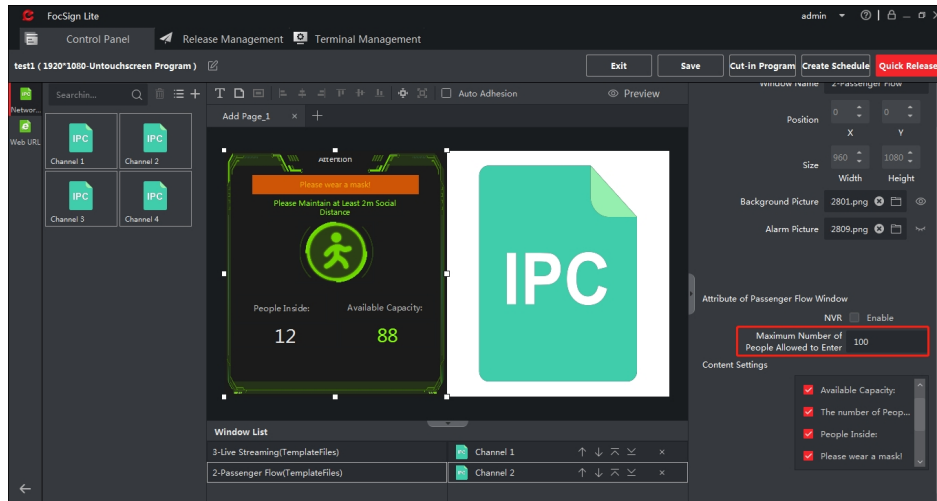 FocSign Lite
admin
Control Panel
Release Management
Terminal Management
test1 ( 1920*1080-Untouchscreen Program )
Exit
Save
Cut-in Program
Create Schedule
Quick Release
Networ...
Web URL
Searchin...
Channel 1
Channel 2
Channel 3
Channel 4
IPC
IPC
IPC
IPC
Auto Adhesion
Preview
Add Page_1
Attention
Please wear a mask!
Please Maintain at Least 2m Social
Distance
People Inside:
Available Capacity:
12
88
IPC
Window List
3-Live Streaming(TemplateFiles)
Channel 1
2-Passenger Flow(TemplateFiles)
Channel 2
Window Name
2-Passenger Flow
Position
0
0
X
Y
Size
960
1080
Width
Height
Background Picture
2801.png
Alarm Picture
2809.png
Attribute of Passenger Flow Window
NVR
Enable
Maximum Number of
People Allowed to Enter
100
Content Settings
Available Capacity:
The number of Peop...
People Inside:
Please wear a mask!